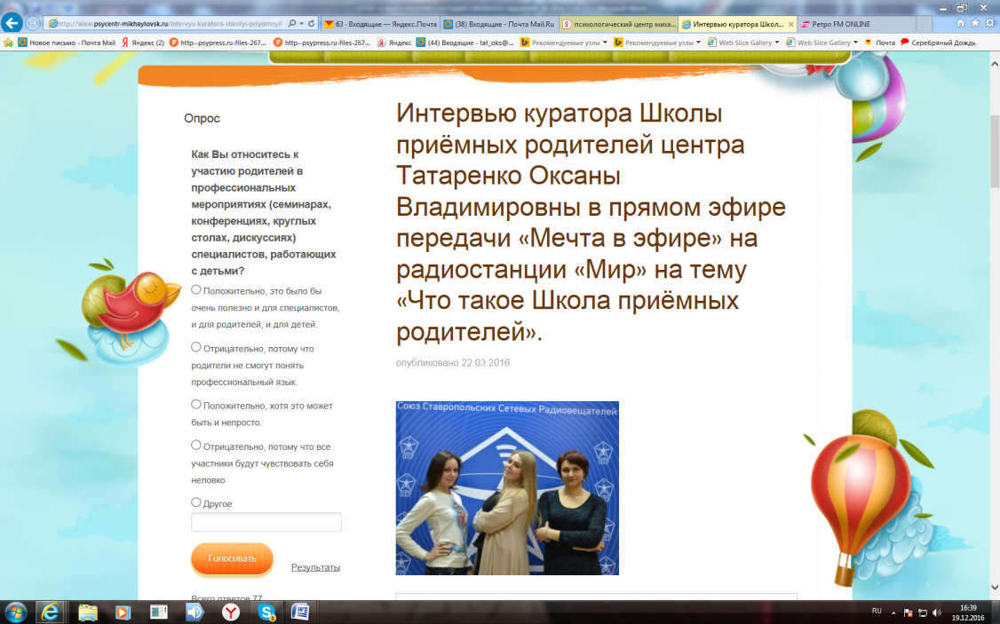 http://www.psycentr-mikhaylovsk.ru/intervyu-kuratora-shkolyi-priyomnyih
63 - Входящие — Яндекс.Почта
(38) Входящие - Почта Mail.Ru
психологический центр миха...
Интервью куратора Школ...
Ретро FM ONLINE
Новое письмо - Почта Mail
Яндекс (2)
http--psypress.ru-files-267...
http--psypress.ru-files-267...
Яндекс
(44) Входящие - tat_oks@...
Рекомендуемые узлы
Рекомендуемые узлы
Web Slice Gallery
Web Slice Gallery
Почта
Серебряный Дождь
Опрос
Как Вы относитесь к
участию родителей в
профессиональных
мероприятиях (семинарах,
конференциях, круглых
столах, дискуссиях)
специалистов, работающих
с детьми?
Положительно, это было бы
очень полезно и для специалистов,
и для родителей, и для детей.
Отрицательно, потому что
родители не смогут понять
профессиональный язык.
Положительно, хотя это может
быть и непросто.
Отрицательно, потому что все
участники будут чувствовать себя
неловко
Другое
Голосовать
Результаты
Всего ответов 77
Интервью куратора Школы
приёмных родителей центра
Татаренко Оксаны
Владимировны в прямом эфире
передачи «Мечта в эфире» на
радиостанции «Мир» на тему
«Что такое Школа приёмных
родителей».
опубликовано 22.03.2016
Союз Ставропольских Сетевых Радиовещателей
RU
16:39
19.12.2016